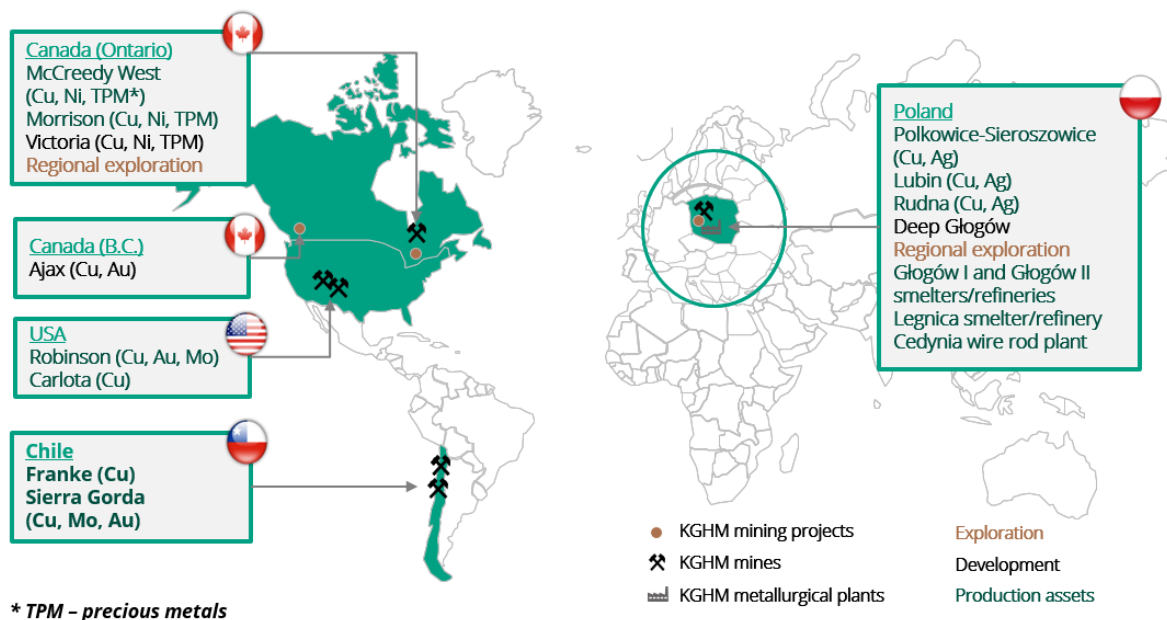 Canada (Ontario)
McCreedy West
(Cu, Ni, TPM*)
Morrison (Cu, Ni, TPM)
Victoria (Cu, Ni, TPM)
Regional exploration
Canada (B.C.)
Ajax (Cu, Au)
USA
Robinson (Cu, Au, Mo)
Carlota (Cu)
Chile
Franke (Cu)
Sierra Gorda
(Cu, Mo, Au)
* TPM – precious metals
Poland
Polkowice-Sieroszowice
(Cu, Ag)
Lubin (Cu, Ag)
Rudna (Cu, Ag)
Deep Głogów
Regional exploration
Głogów I and Głogów II
smelters/refineries
Legnica smelter/refinery
Cedynia wire rod plant
KGHM mining projects
KGHM mines
KGHM metallurgical plants
Exploration
Development
Production assets